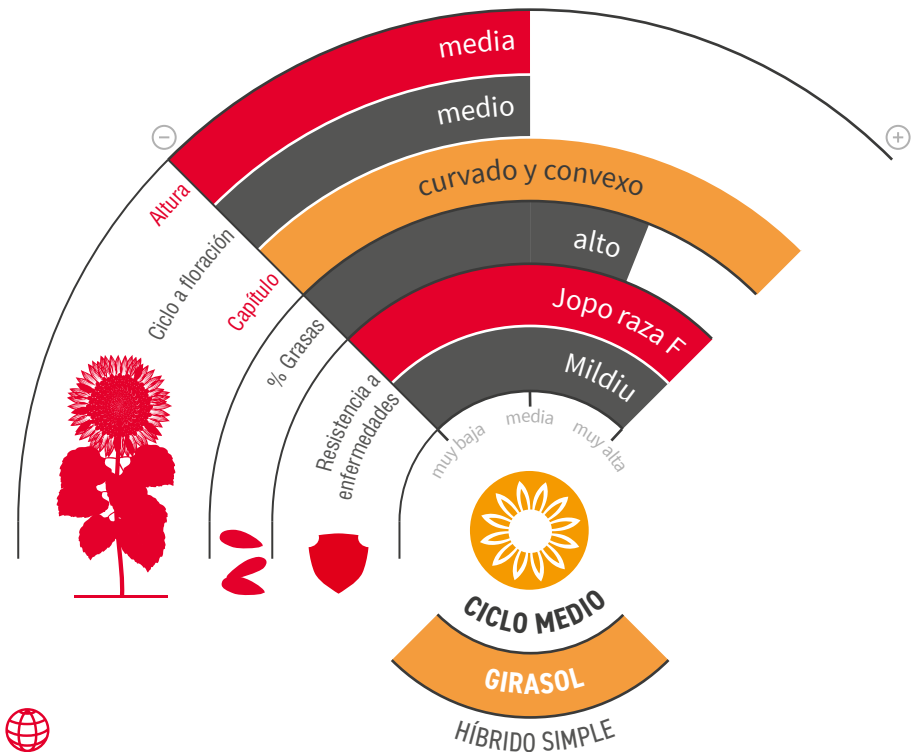 media
medio
curvado y convexo
alto
Jopo raza F
Mildiu
Altura
Ciclo a floración
Capítulo
% Grasas
Resistencia a
enfermedades
muy baja
media
muy alta
CICLO MEDIO
GIRASOL
HÍBRIDO SIMPLE